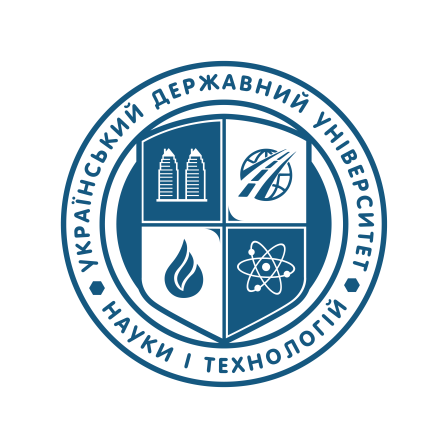 УКРАЇНСЬКИЙ ДЕРЖАВНИЙ УНІВЕРСИТЕТ
НАУКИ І ТЕХНОЛОГІЙ